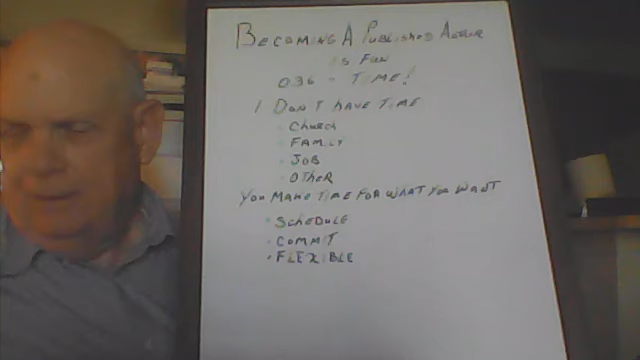 BECOMING A PUBLISHED AUTHOR
IS FUN
036 - TIME!
I DON'T HAVE TIME
• CHURCH
• FAMILY
• JOB
• OTHER
YOU MAKE TIME FOR WHAT YOU WANT
• SCHEDULE
• COMMIT
• FLEXIBLE